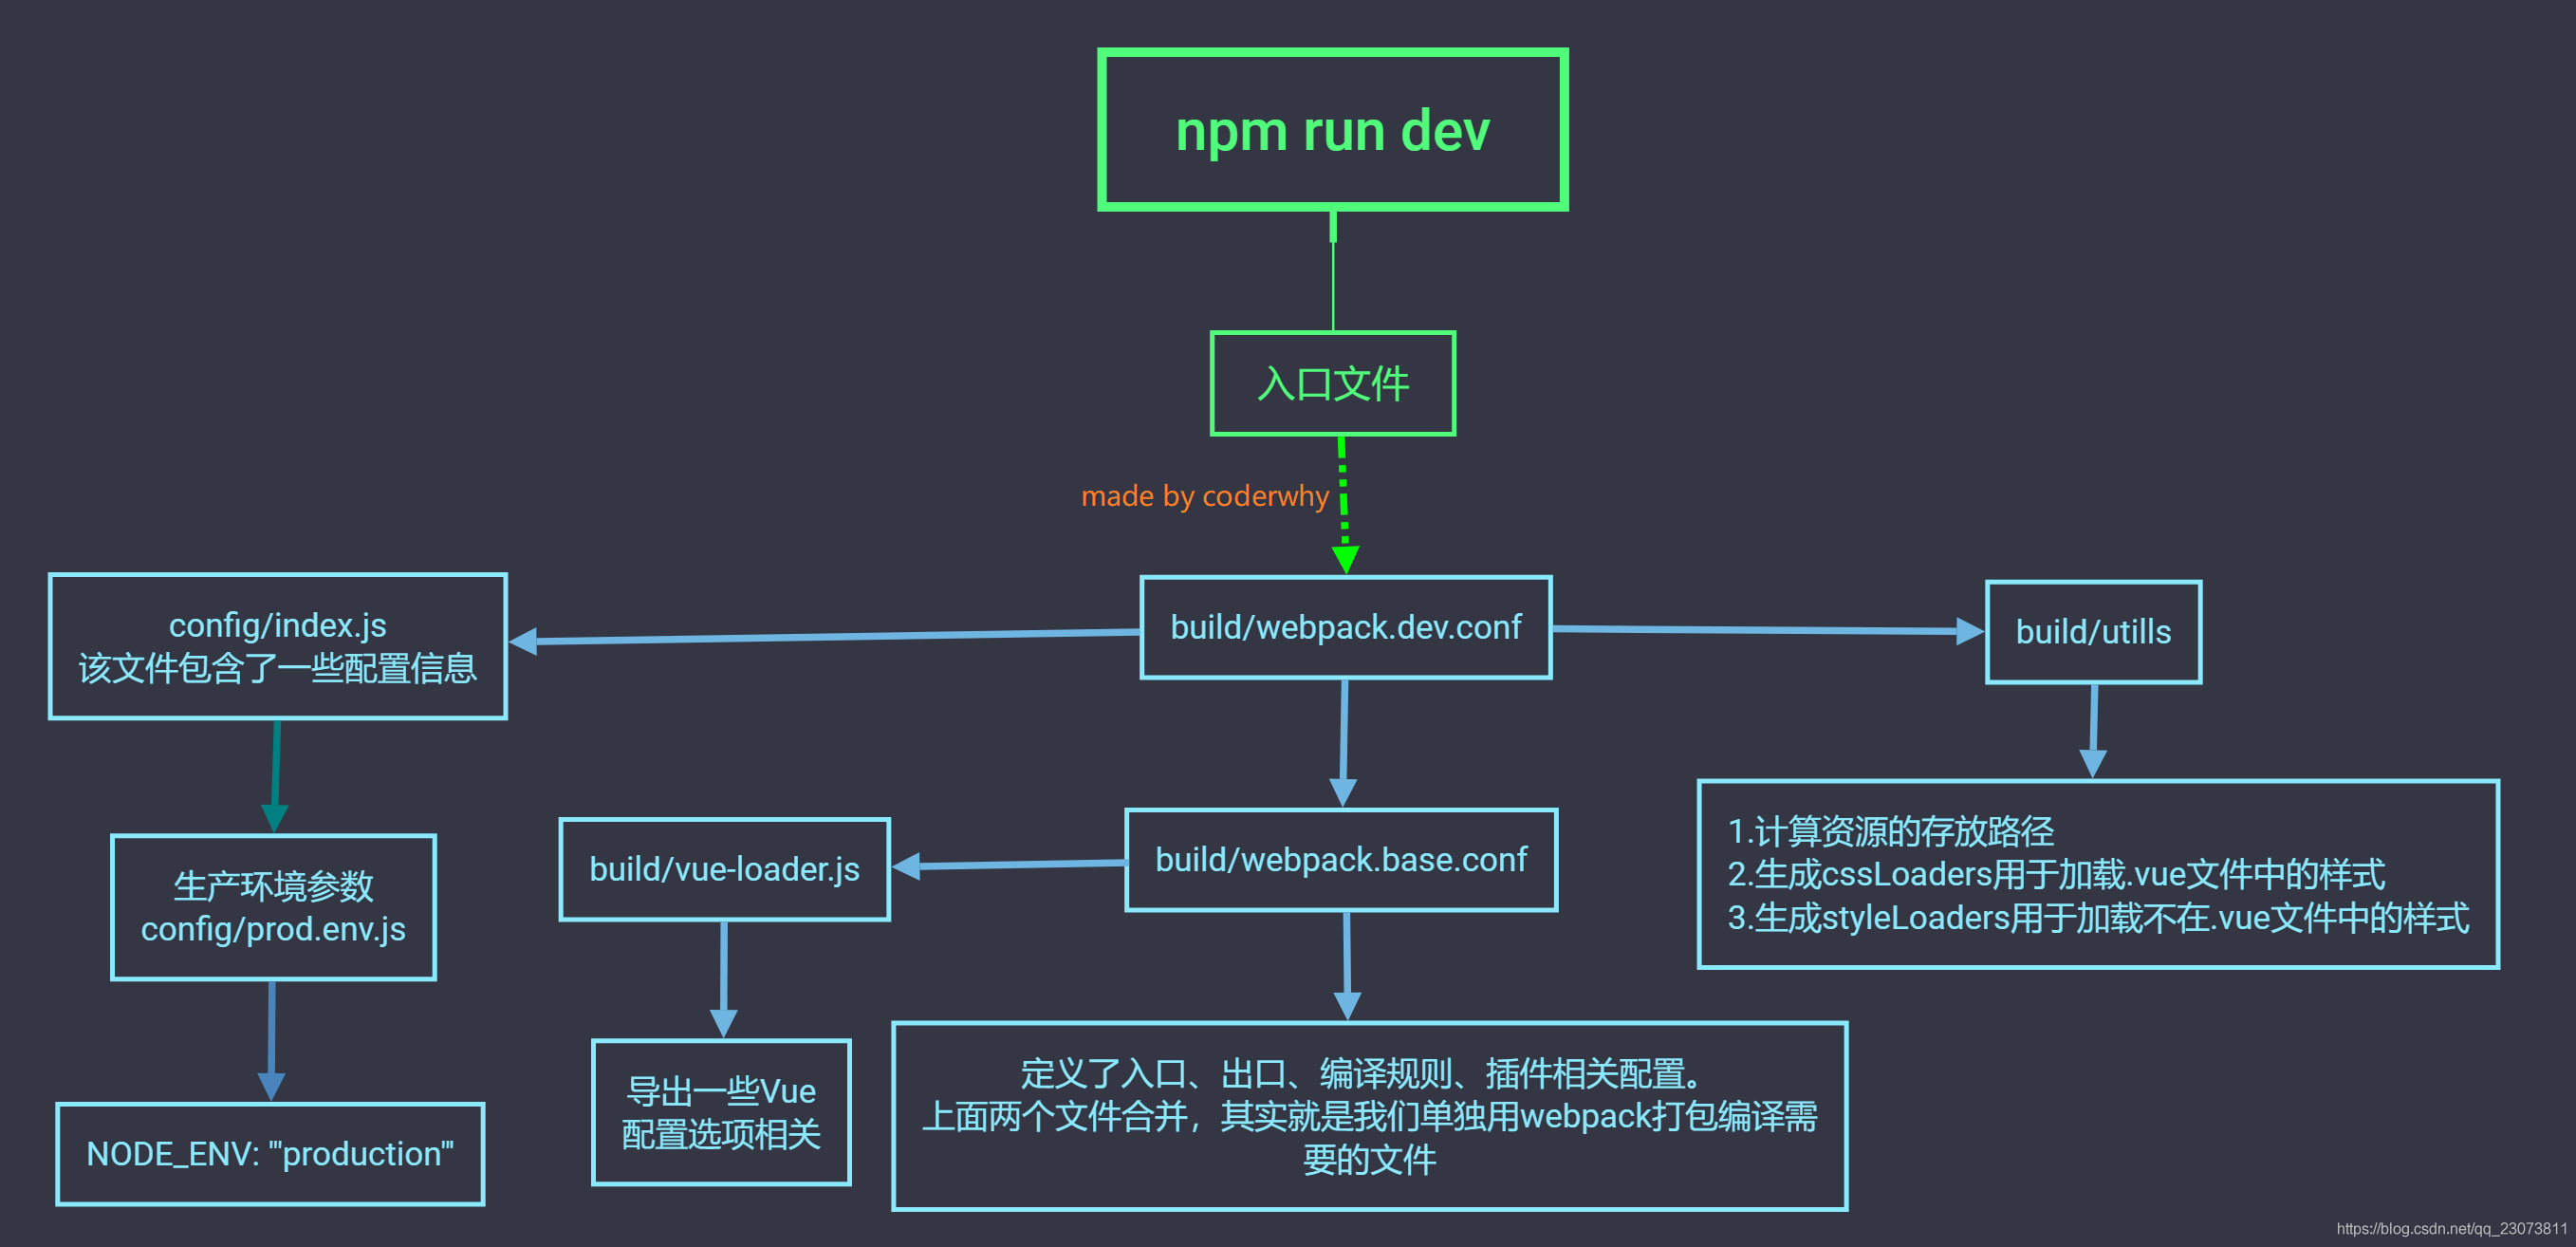 npm run dev
入口文件
made by coderwhy
config/index.js
该文件包含了一些配置信息
build/webpack.dev.conf
build/utills
生产环境参数
config/prod.env.js
build/vue-loader.js
build/webpack.base.conf
1.计算资源的存放路径
2.生成cssLoaders用于加载.vue文件中的样式
3.生成styleLoaders用于加载不在.vue文件中的样式
NODE_ENV: '"production"'
导出一些Vue
配置选项相关
定义了入口、出口、编译规则、插件相关配置。
上面两个文件合并，其实就是我们单独用webpack打包编译需
要的文件
https://blog.csdn.net/qq_23073811